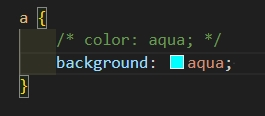 a {
/* color: aqua; */
background: aqua;
}